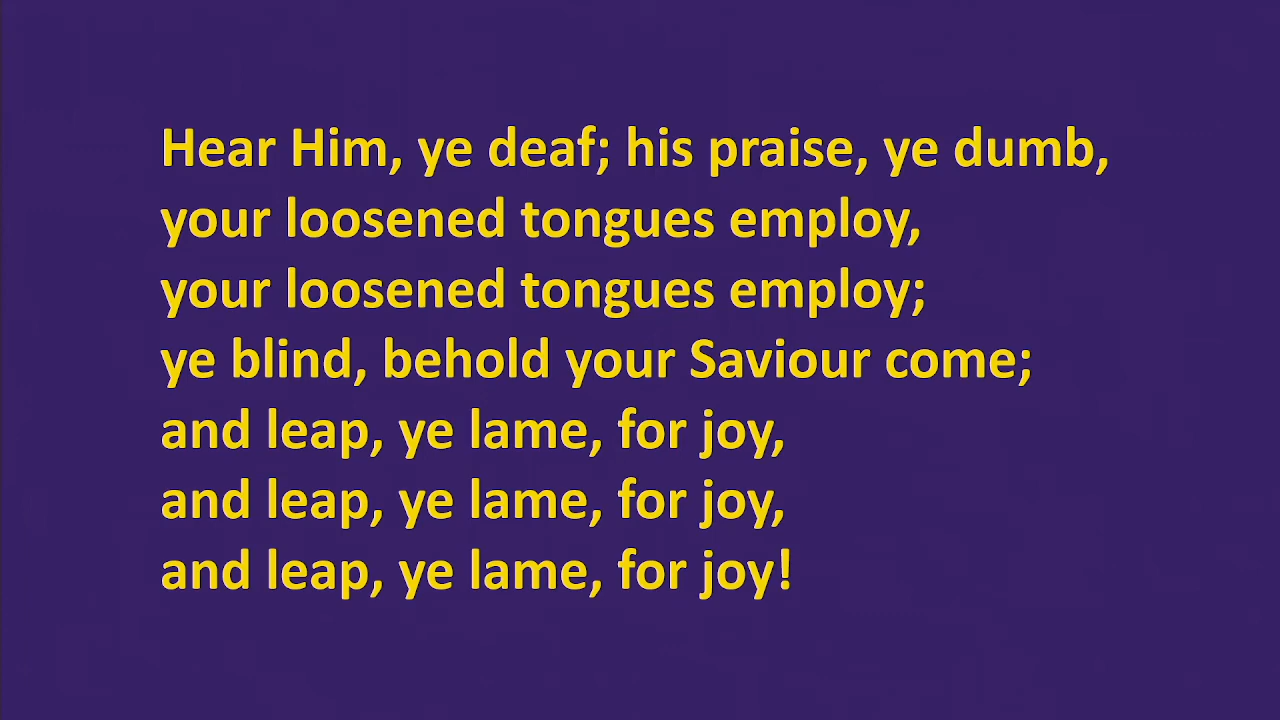 Hear Him, ye deaf; his praise, ye dumb,
your loosened tongues employ,
your loosened tongues employ;
ye blind, behold your Saviour come;
and leap, ye lame, for joy,
and leap, ye lame, for joy,
and leap, ye lame, for joy!